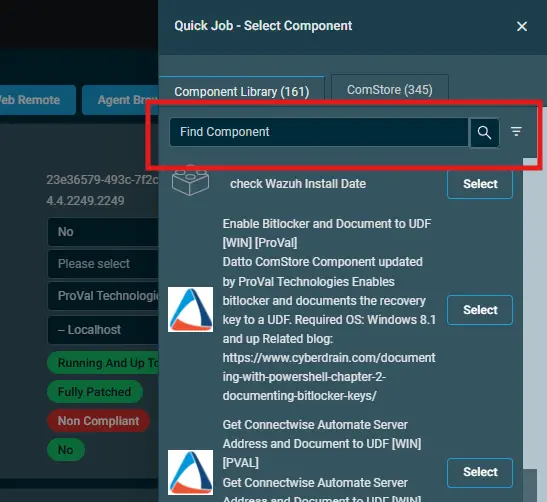 Quick Job - Select Component
Web Remote
Agent Brow
Component Library (161)
ComStore (345)
Find Component
23e36579-493c-7f2c
4.4.2249.2249
No
Please select
ProVal Technologie
– Localhost
Running And Up To
Fully Patched
Non Compliant
No
check Wazuh Install Date
Select
Enable Bitlocker and Document to UDF
[WIN] [ProVal]
Datto ComStore Component updated
by ProVal Technologies Enables
bitlocker and documents the recovery
key to a UDF. Required OS: Windows 8.1
and up Related blog:
https://www.cyberdrain.com/document
ing-with-powershell-chapter-2-
documenting-bitlocker-keys/
Select
Get Connectwise Automate Server
Address and Document to UDF [WIN]
[PVAL]
Get Connectwise Automate Server
Address and Document to UDF [WIN]
Select